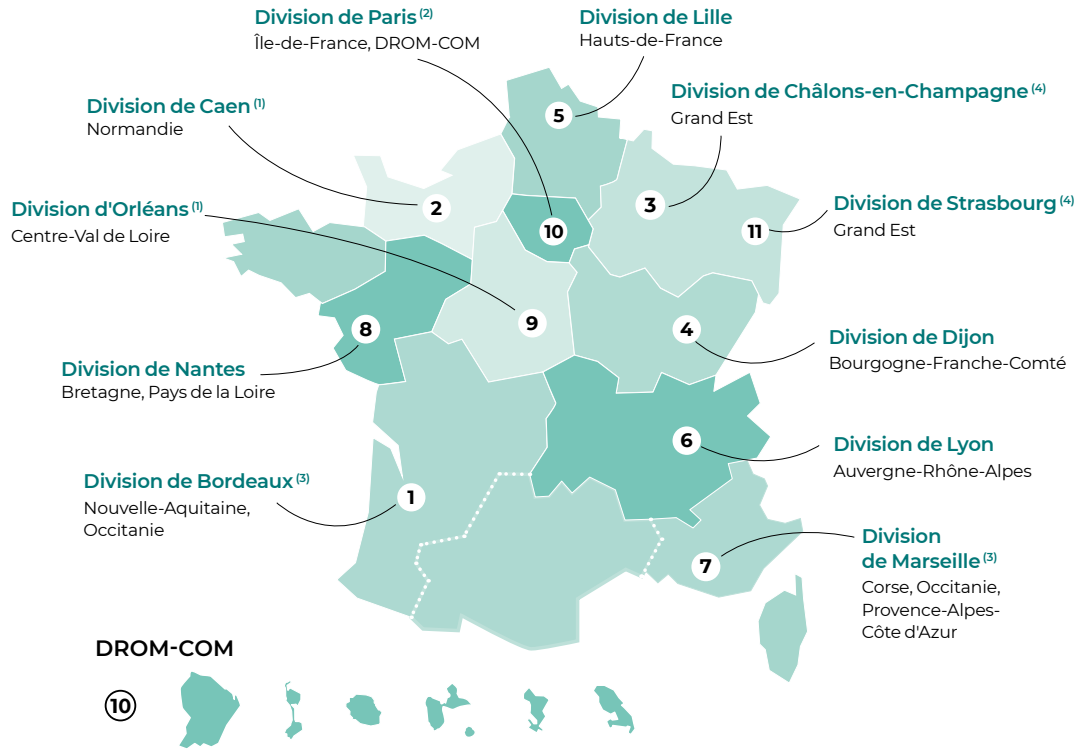 Division de Paris (2)
Île-de-France, DROM-COM
Division de Lille
Hauts-de-France
Division de Caen (1)
Normandie
Division de Châlons-en-Champagne (4)
Grand Est
Division d'Orléans (1)
Centre-Val de Loire
Division de Strasbourg (4)
Grand Est
Division de Nantes
Bretagne, Pays de la Loire
Division de Dijon
Bourgogne-Franche-Comté
Division de Lyon
Auvergne-Rhône-Alpes
Division de Bordeaux (3)
Nouvelle-Aquitaine,
Occitanie
Division
de Marseille (3)
Corse, Occitanie,
Provence-Alpes-
Côte d'Azur
5
2
3
10
11
9
8
4
6
1
7
DROM-COM
10